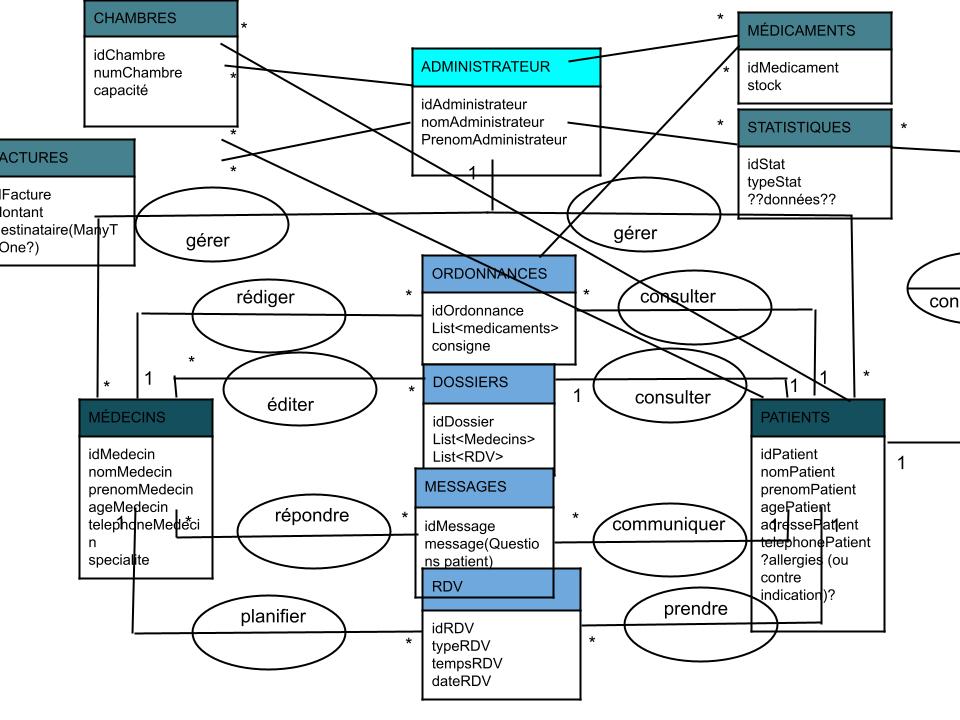 CHAMBRES
idChambre
numChambre
capacité
*
*
ADMINISTRATEUR
idAdministrateur
nomAdministrateur
PrenomAdministrateur
1
*
*
MÉDICAMENTS
idMedicament
stock
*
STATISTIQUES
idStat
typeStat
??données??
*
*
*
ACTURES
dFacture
lontant
estinataire(ManyT
One?)
gérer
gérer
ORDONNANCES
idOrdonnance
List<medicaments>
consigne
rédiger
*
*
consulter
con
*
1
*
DOSSIERS
idDossier
List<Medecins>
List<RDV>
éditer
*
1
consulter
1
1
*
MÉDECINS
idMedecin
nomMedecin
prenomMedecin
ageMedecin
telephoneMedeci
n
specialite
1
*
MESSAGES
idMessage
message(Questio
ns patient)
répondre
*
*
communiquer
PATIENTS
idPatient
nomPatient
prenomPatient
agePatient
adressePatient
telephonePatient
?allergies (ou
contre
indication)?
1
1
1
RDV
idRDV
typeRDV
tempsRDV
dateRDV
planifier
*
*
prendre